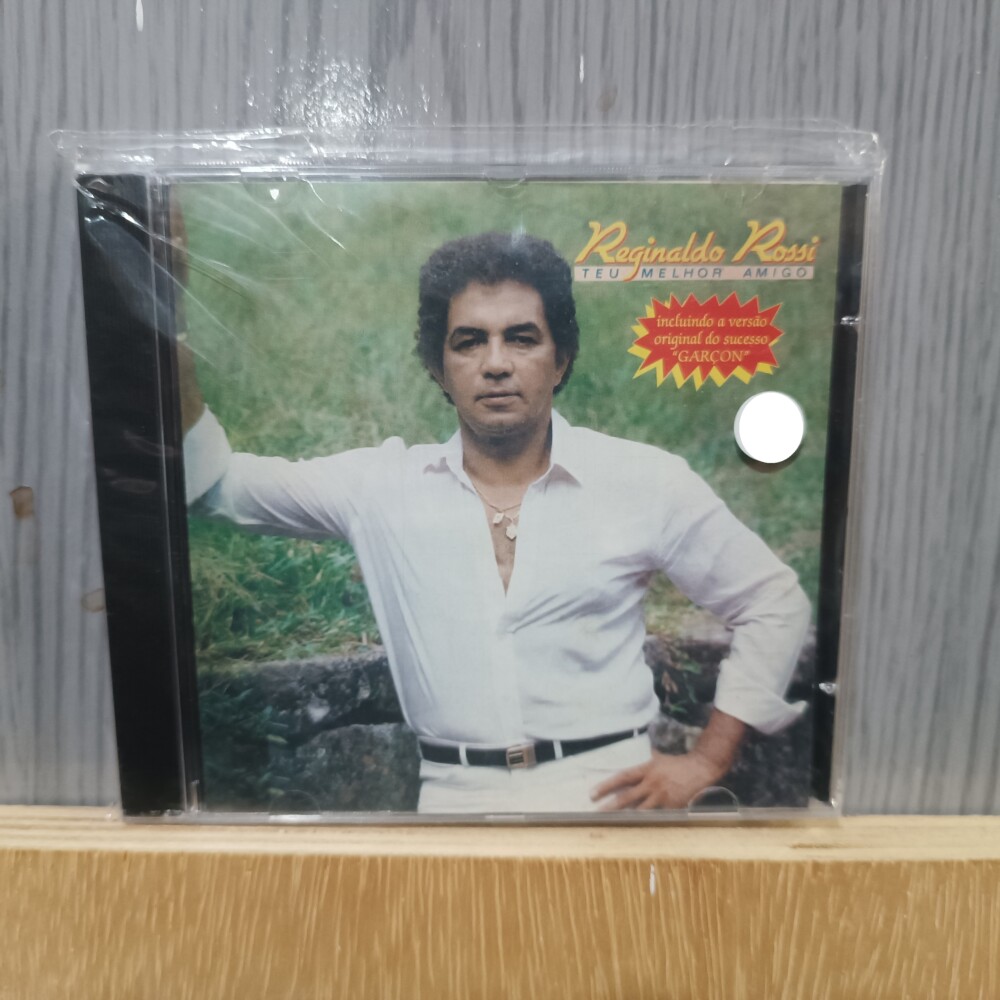 Reginaldo Rossi
TEU MELHOR AMIGO
incluindo a versão
original do sucesso
"GARÇON"